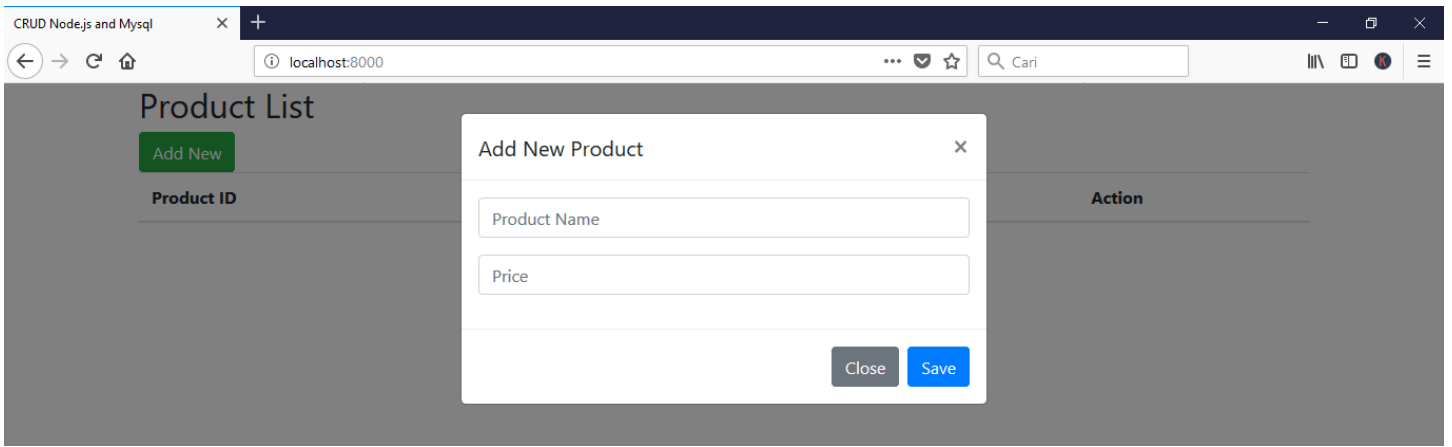 CRUD Node.js and Mysql
localhost:8000
Cari
Product List
Add New
Product ID
Action
Add New Product
×
Product Name
Price
Close
Save